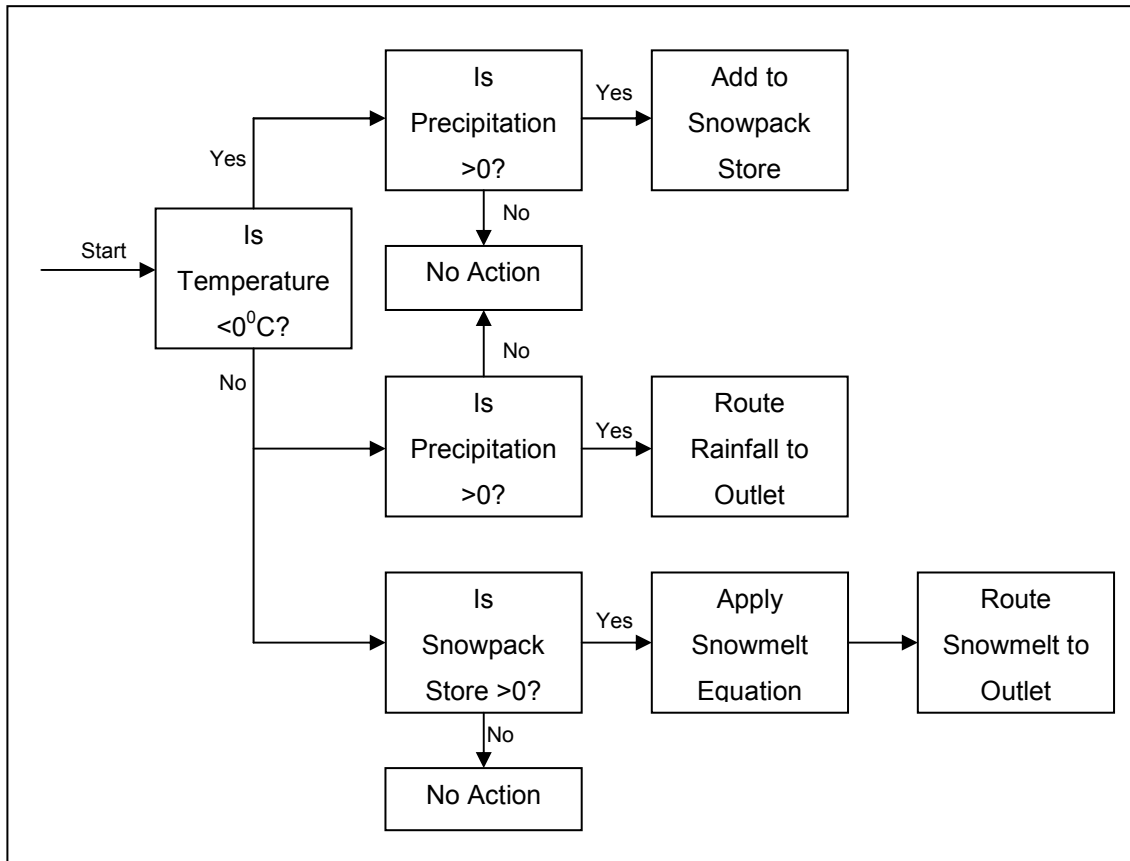 Is
Precipitation
>0?
Yes
Add to
Snowpack
Store
Yes
No
Start
Is
Temperature
<0⁰C?
No Action
No
No
Is
Precipitation
>0?
Yes
Route
Rainfall to
Outlet
Is
Snowpack
Store >0?
Yes
Apply
Snowmelt
Equation
Route
Snowmelt to
Outlet
No
No Action